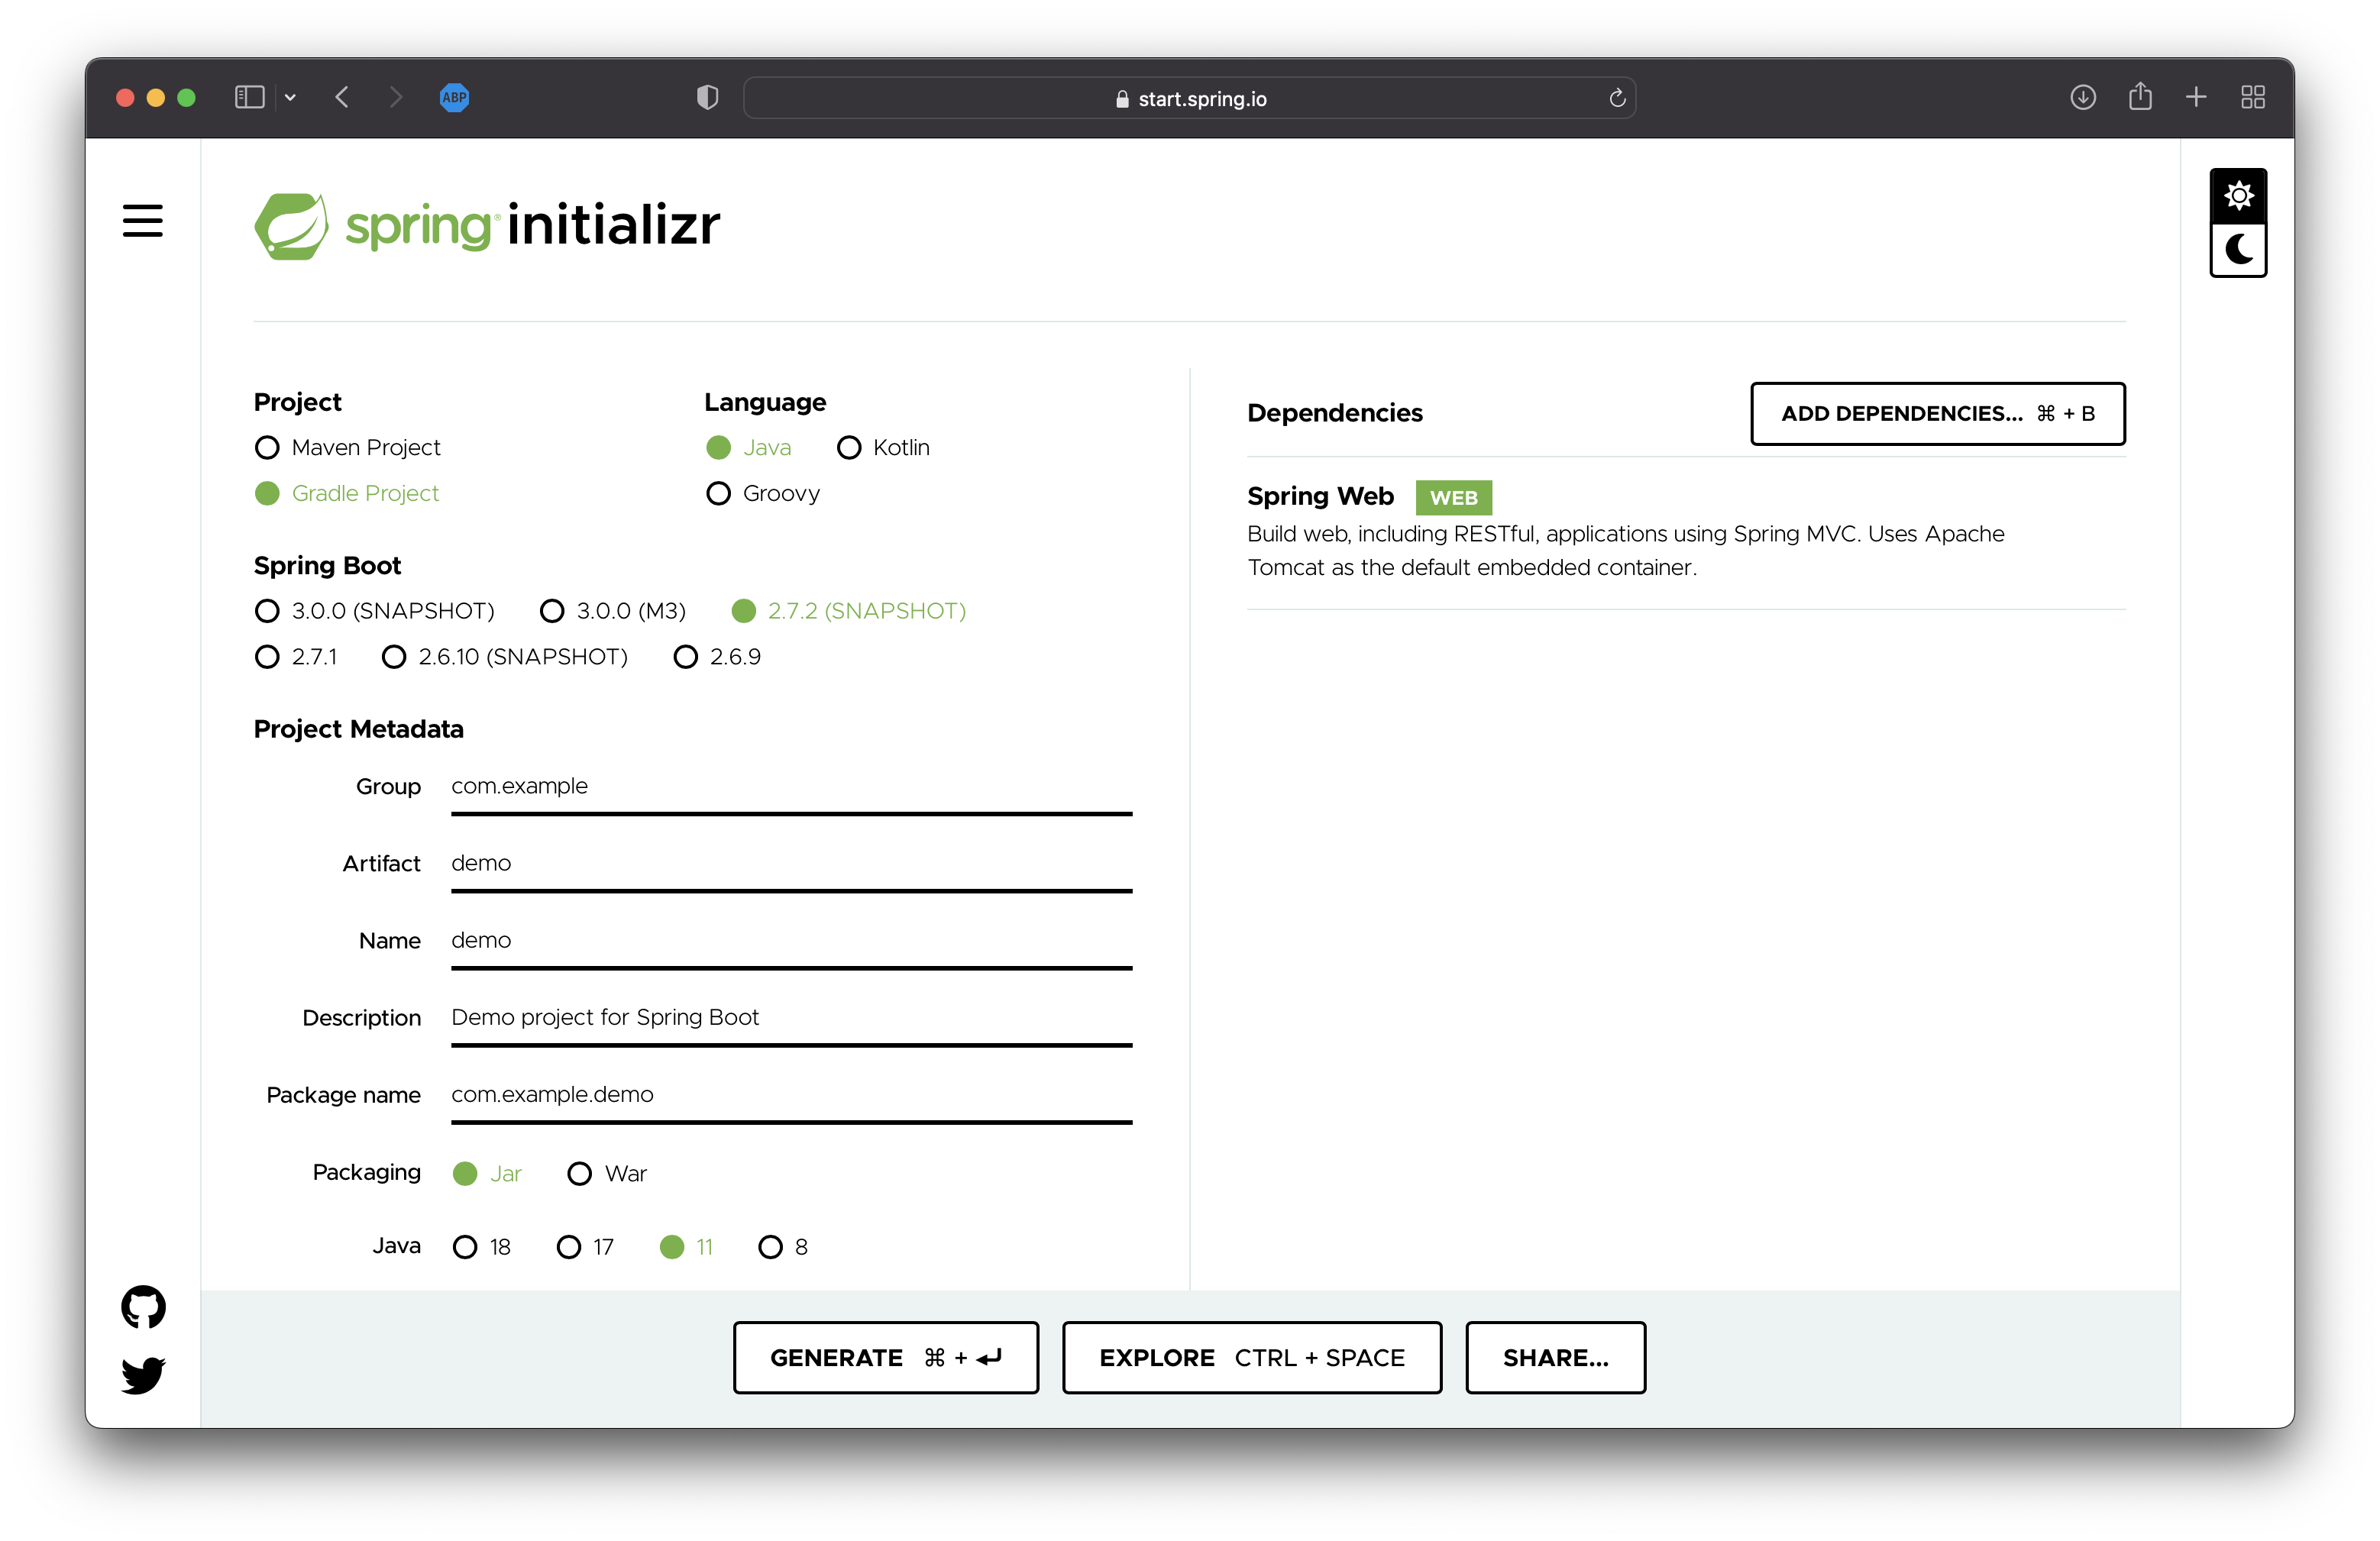 ABP
start.spring.io
spring® initializr
Project
Maven Project
Gradle Project
Language
Java Kotlin
Groovy
Spring Boot
3.0.0 (SNAPSHOT) 3.0.0 (M3) 2.7.2 (SNAPSHOT)
2.7.1 2.6.10 (SNAPSHOT) 2.6.9
Project Metadata
Group com.example
Artifact demo
Name demo
Description Demo project for Spring Boot
Package name com.example.demo
Packaging Jar War
Java 18 17 11 8
Dependencies ADD DEPENDENCIES... ⌘ + B
Spring Web WEB
Build web, including RESTful, applications using Spring MVC. Uses Apache
Tomcat as the default embedded container.
GENERATE ⌘ + ↵ EXPLORE CTRL + SPACE SHARE...